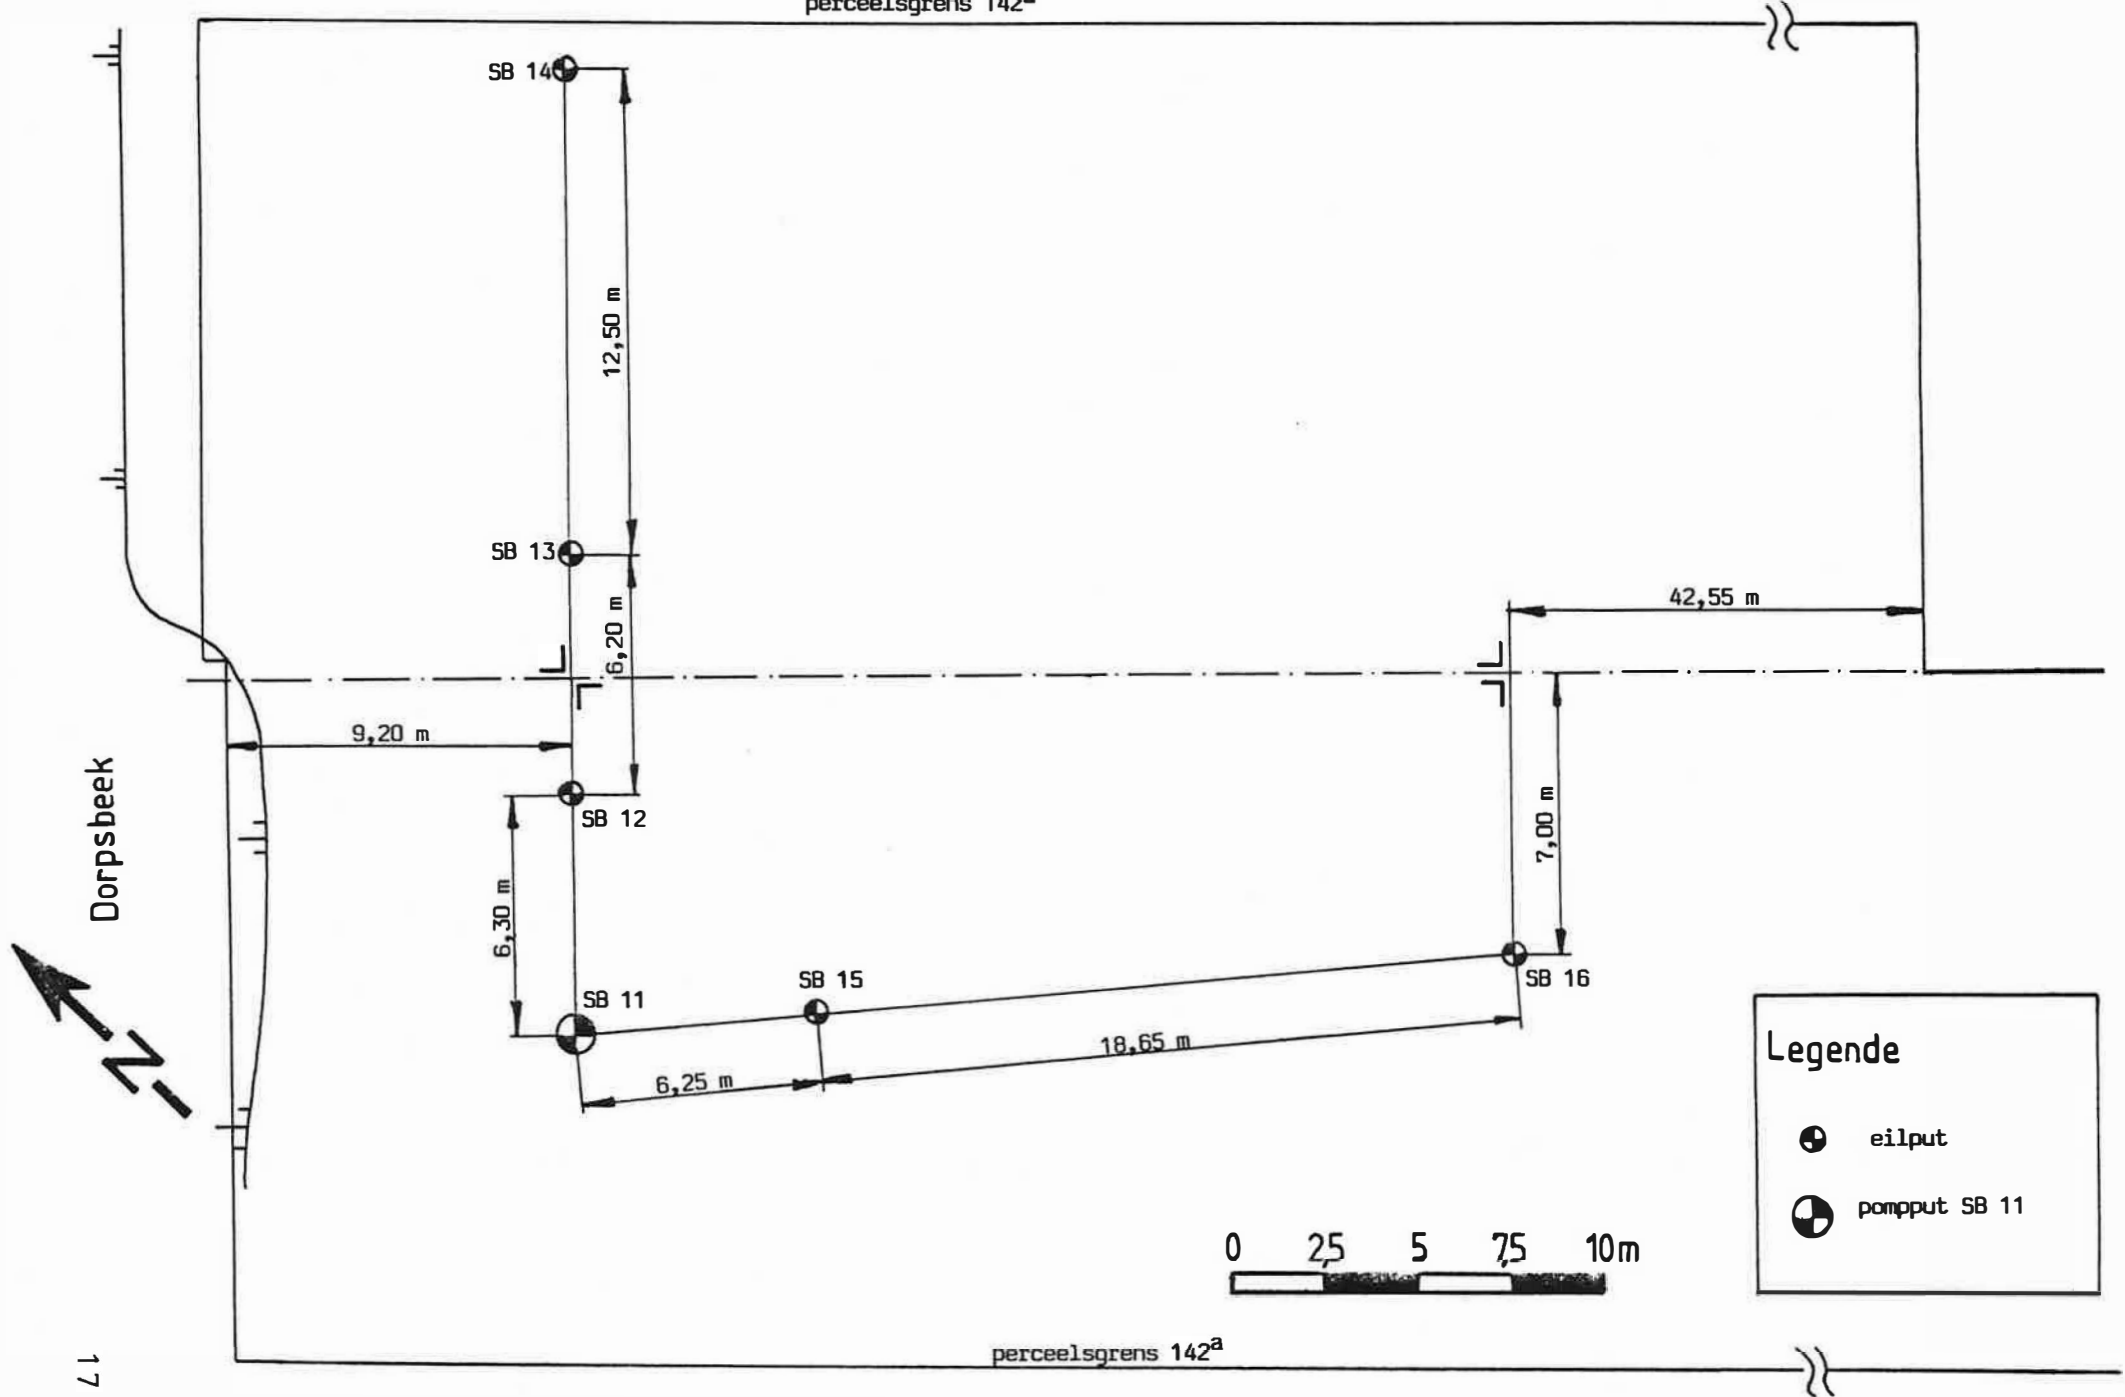 perceelsgrens 142
SB 14
12,50 m
SB 13
6,20 m
42,55 m
9,20 m
Dorpsbeek
SB 12
7,00 m
6,30 m
SB 11
SB 15
SB 16
18,65 m
6,25 m
N
Legende
eilput
pompput SB 11
0 2,5 5 7,5 10m
perceelsgrens 142a
17